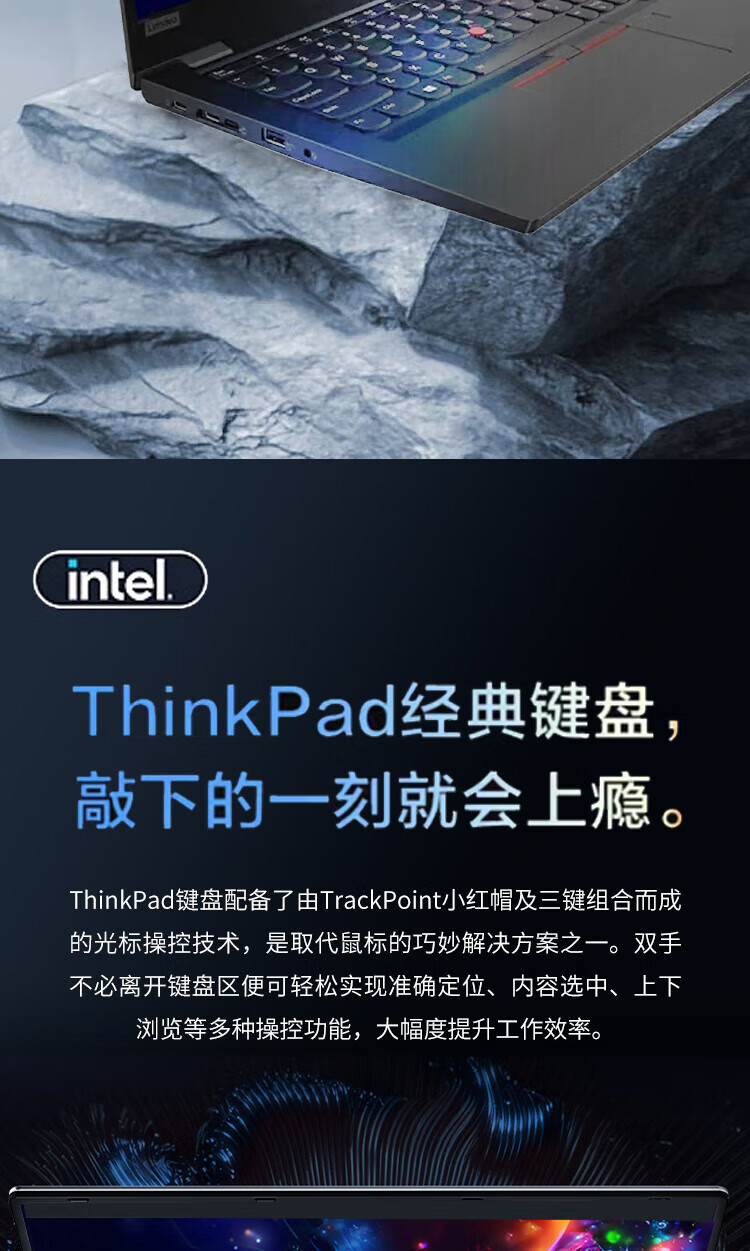 Lenovo
intel.
ThinkPad经典键盘，
敲下的一刻就会上瘾。
ThinkPad键盘配备了由TrackPoint小红帽及三键组合而成
的光标操控技术，是取代鼠标的巧妙解决方案之一。双手
不必离开键盘区便可轻松实现准确定位、内容选中、上下
浏览等多种操控功能，大幅度提升工作效率。